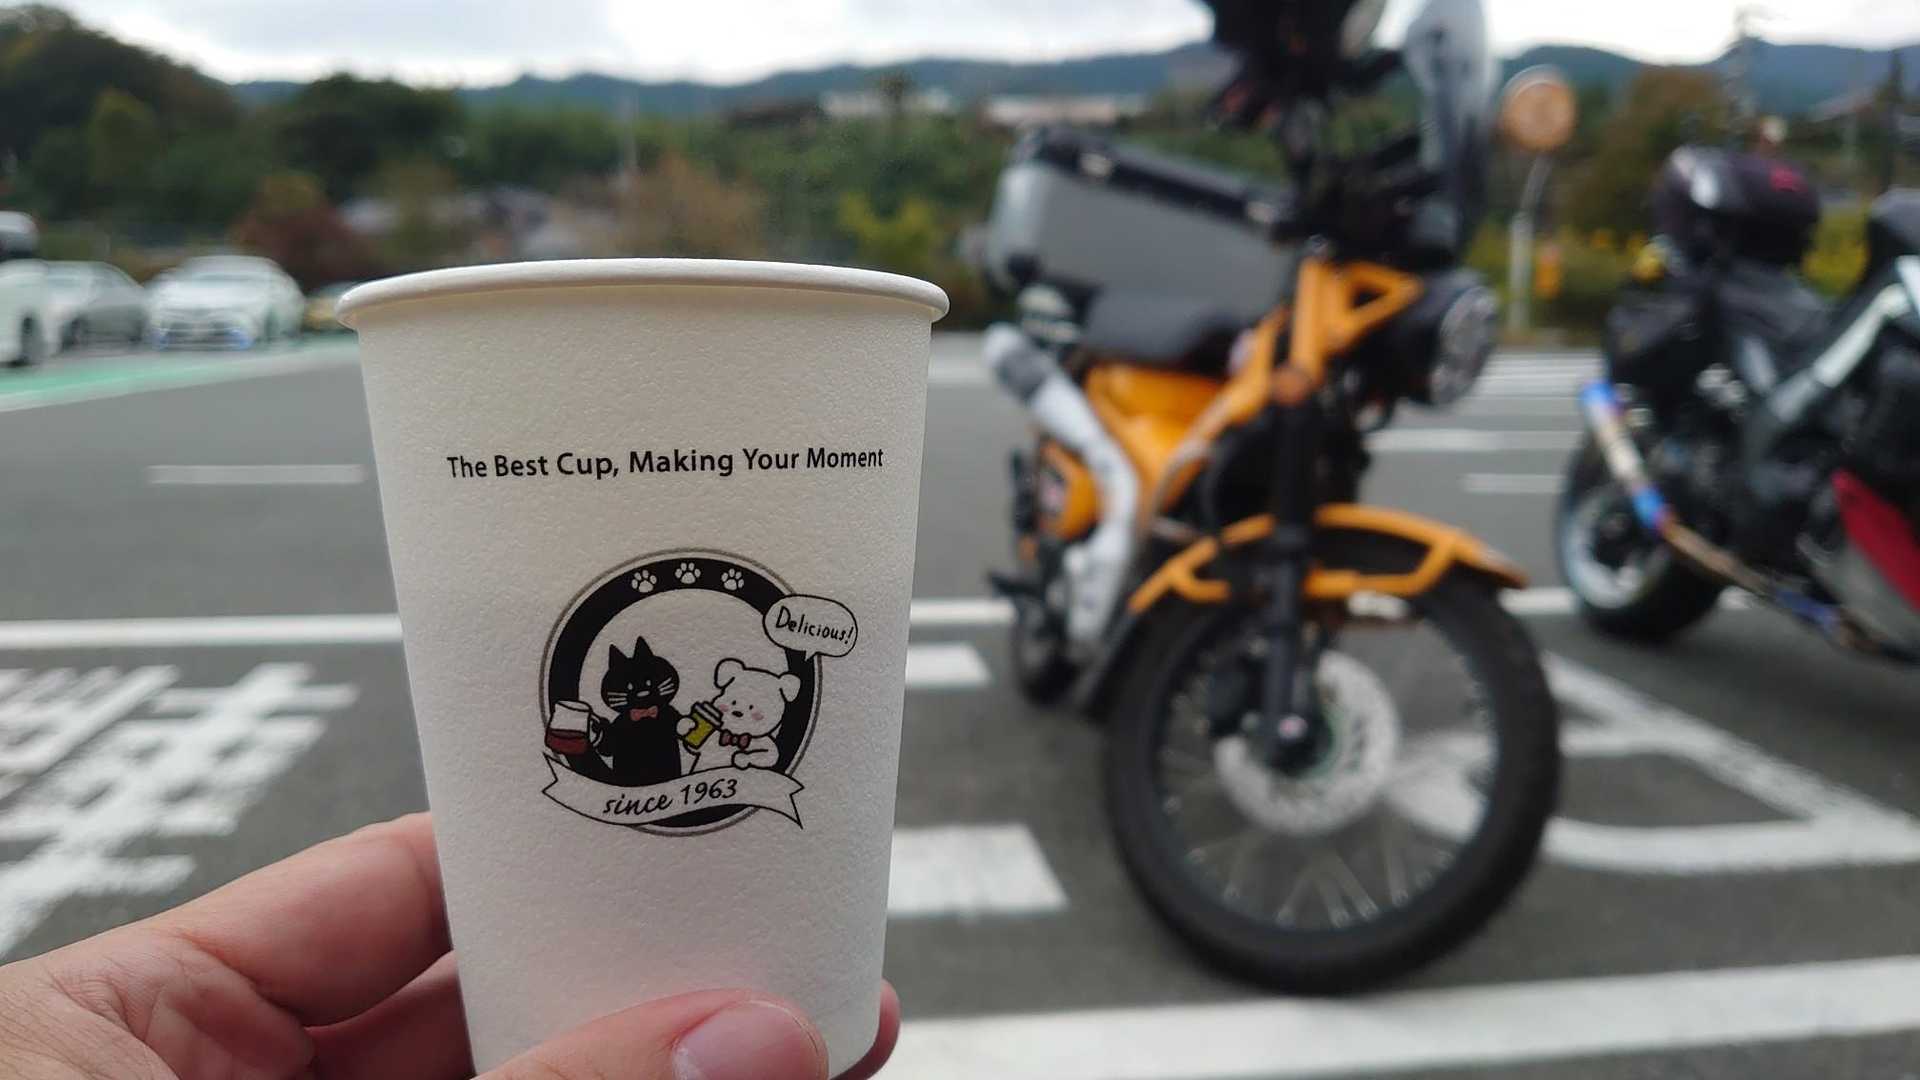 The Best Cup, Making Your Moment
Delicious!
since 1963